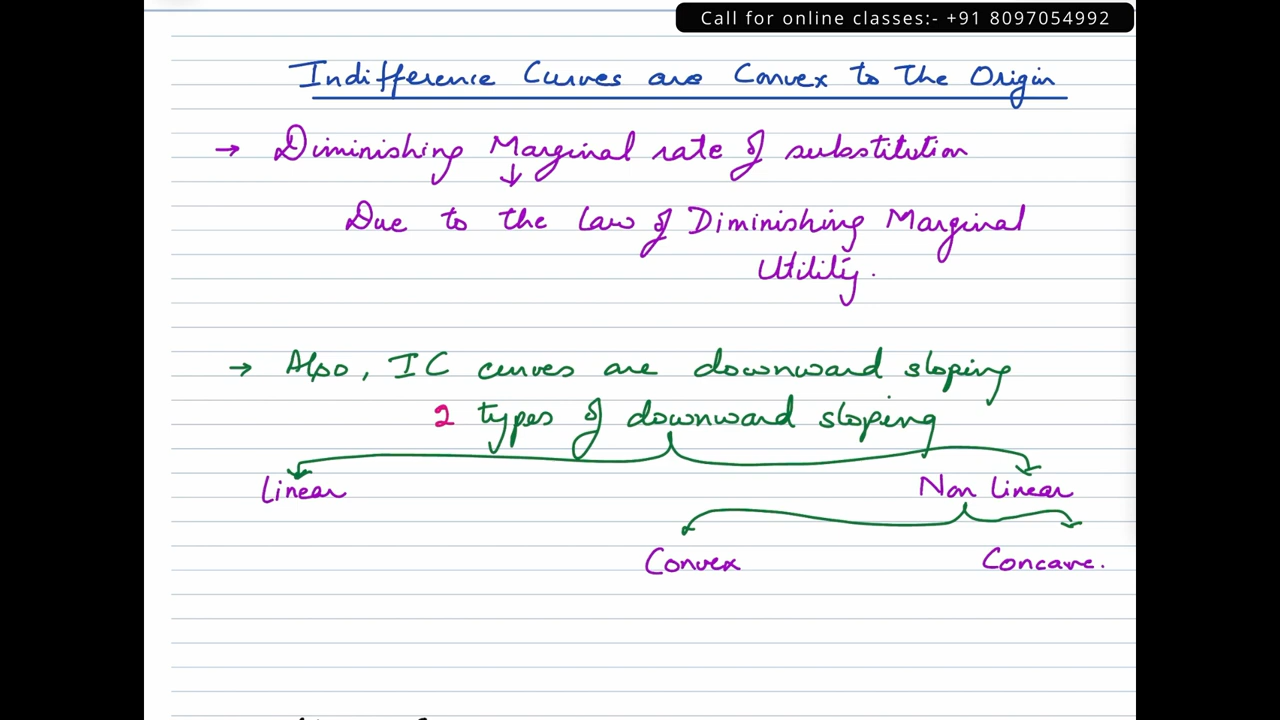 Call for online classes:- +91 8097054992
Indifference Curves are Convex to the Origin
→ Diminishing Marginal rate of substitution
↓
Due to the law of Diminishing Marginal
Utility.
→ Also, IC curves are downward sloping
2 types of downward sloping
Linear Non linear
Convex Concave.